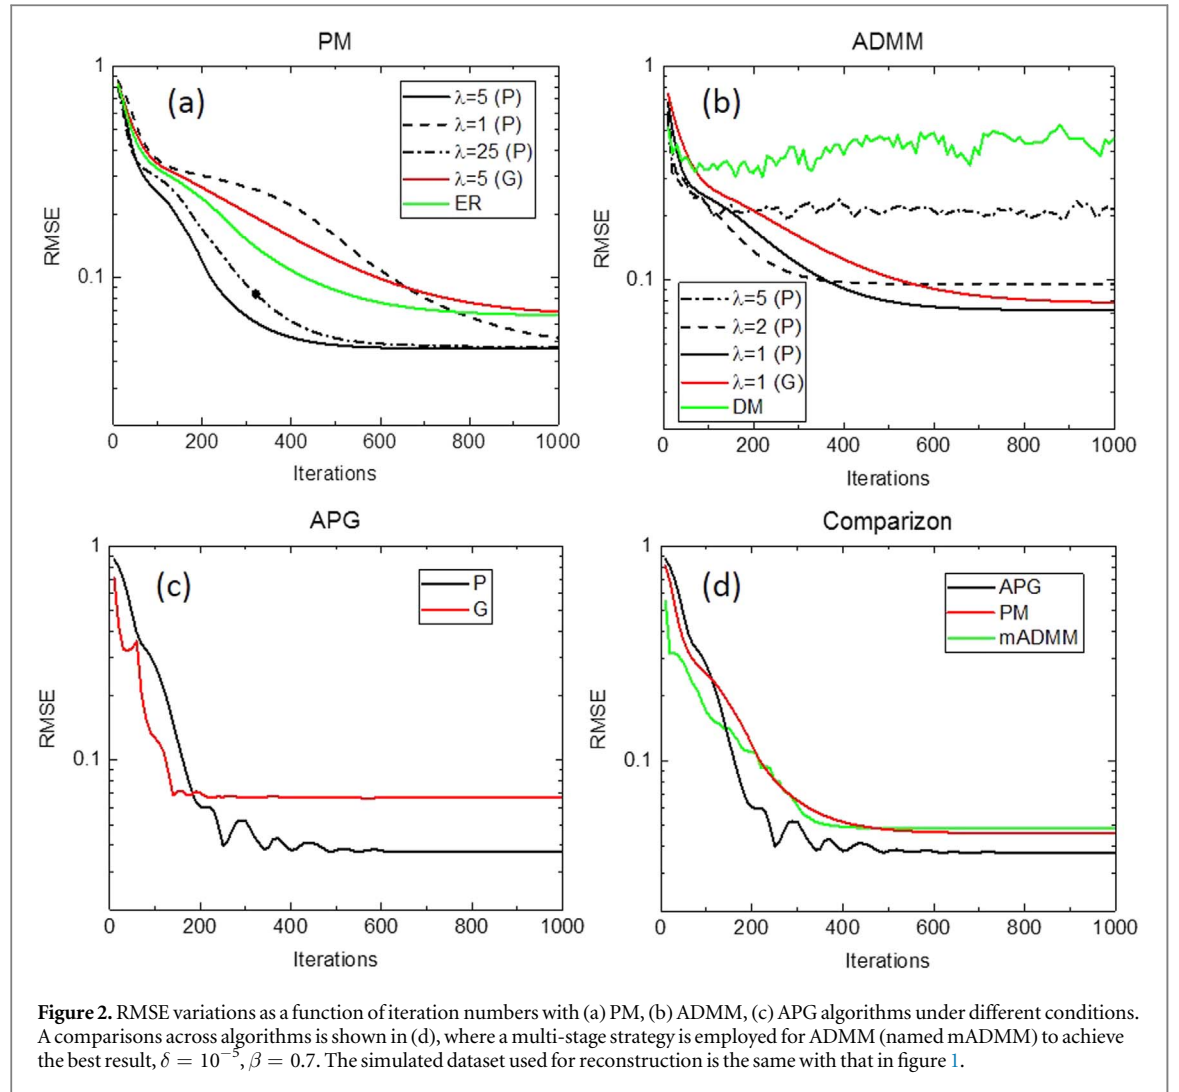 PM
(a)
λ=5 (P)
λ=1 (P)
λ=25 (P)
λ=5 (G)
ER
1
0.1
RMSE
0 200 400 600 800 1000
Iterictions
ADMM
(b)
λ=5 (P)
λ=2 (P)
λ=1 (P)
λ=1 (G)
DM
1
0.1
RMSE
0 200 400 600 800 1000
Iterictions
APG
(c)
P
G
1
0.1
RMSE
0 200 400 600 800 1000
Iterictions
Comparizon
(d)
APG
PM
mADMM
1
0.1
RMSE
0 200 400 600 800 1000
Iterictions
Figure 2. RMSE variations as a function of iteration numbers with (a) PM, (b) ADMM, (c) APG algorithms under different conditions.
A comparisons across algorithms is shown in (d), where a multi-stage strategy is employed for ADMM (named mADMM) to achieve
the best result, δ = 10⁻⁵, β = 0.7. The simulated dataset used for reconstruction is the same with that in figure 1.